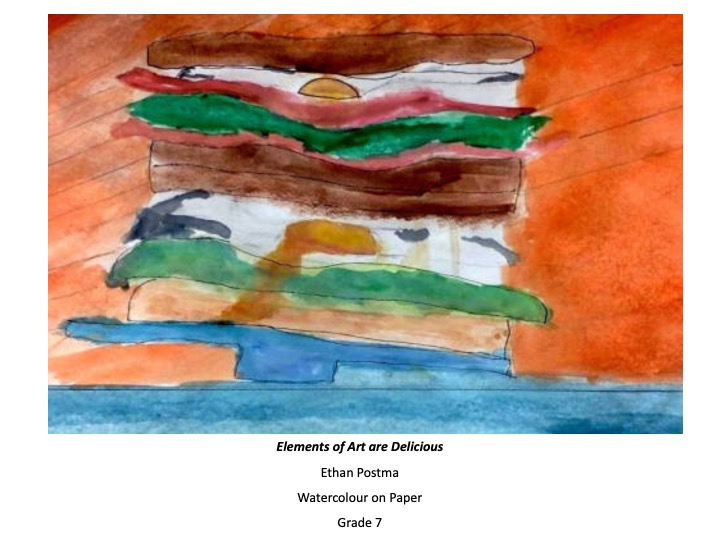 Elements of Art are Delicious
Ethan Postma
Watercolour on Paper
Grade 7